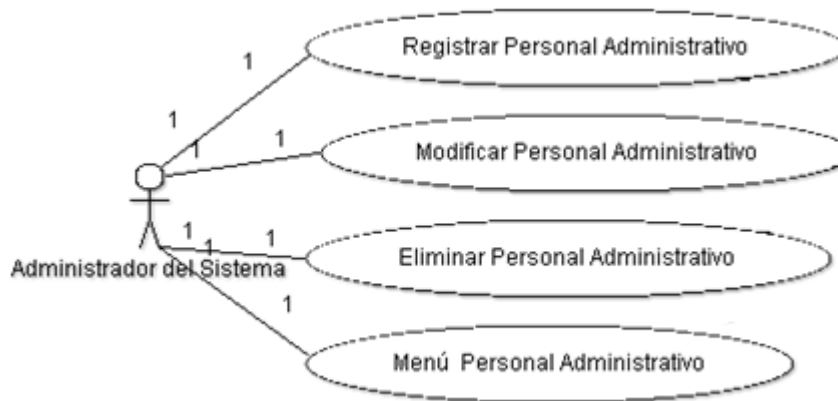 Registrar Personal Administrativo
1
1
Modificar Personal Administrativo
1
1
Eliminar Personal Administrativo
1
1
Administrador del Sistema
1
1
Menú Personal Administrativo